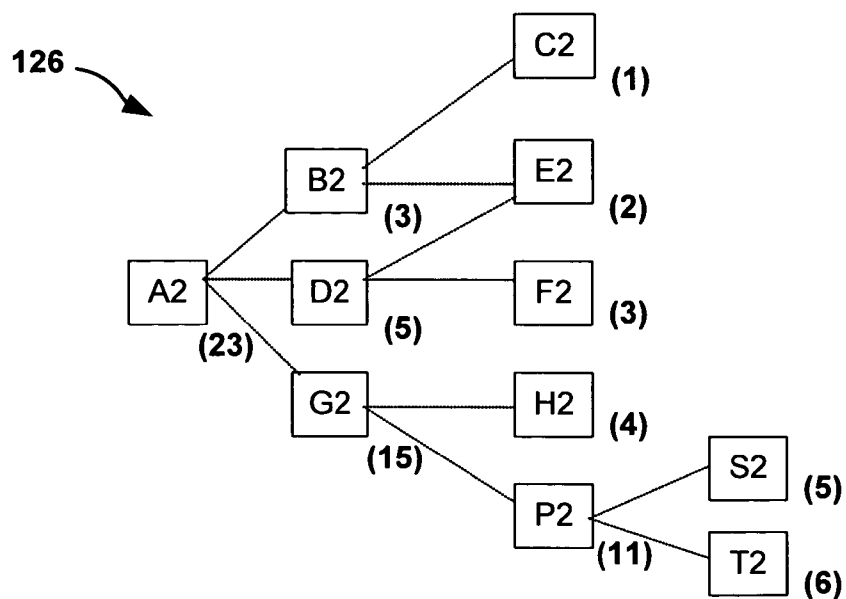 126
C2
(1)
B2
(3)
E2
(2)
A2
(23)
D2
(5)
F2
(3)
G2
(15)
H2
(4)
P2
(11)
S2
(5)
T2
(6)